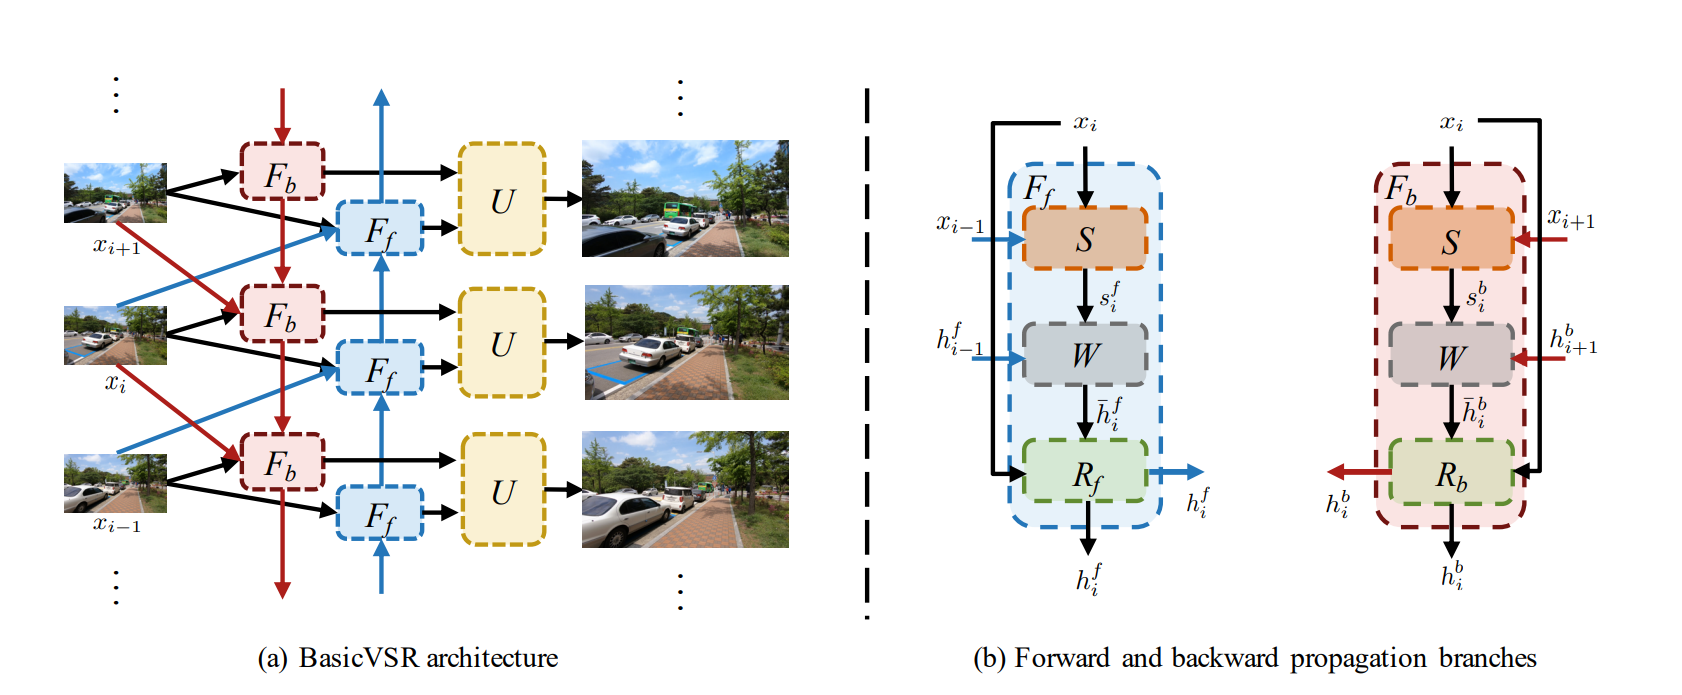 ⋮
⋮
F_b
U
F_f
x_{i+1}
F_b
U
F_f
x_i
F_b
U
F_f
x_{i-1}
⋮
⋮
(a) BasicVSR architecture
x_i
F_f
x_{i-1}
S
s_i^f
h_{i-1}^f
W
\bar{h}_i^f
R_f
h_i^f
h_i^f
x_i
F_b
x_{i+1}
S
s_i^b
h_{i+1}^b
W
\bar{h}_i^b
R_b
h_i^b
h_i^b
(b) Forward and backward propagation branches